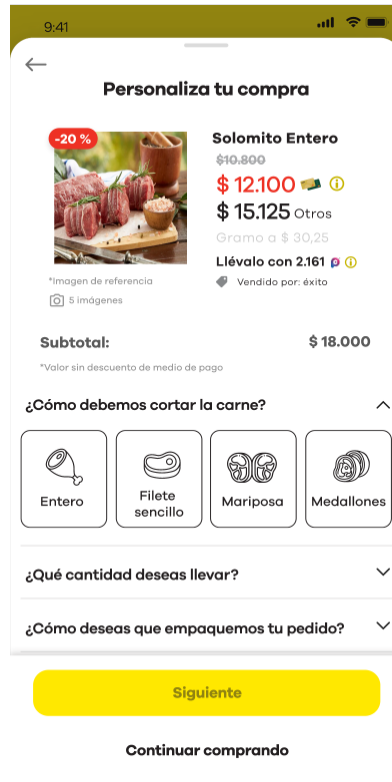 9:41
Personaliza tu compra
-20 %
Solomito Entero
$10.800
$ 12.100
$ 15.125 Otros
Gramo a $ 30,25
Llévalo con 2.161
Vendido por: éxito
*Imagen de referencia
5 imágenes
Subtotal:
$ 18.000
*Valor sin descuento de medio de pago
¿Cómo debemos cortar la carne?
Entero
Filete
sencillo
Mariposa
Medallones
¿Qué cantidad deseas llevar?
¿Cómo deseas que empaquemos tu pedido?
Siguiente
Continuar comprando